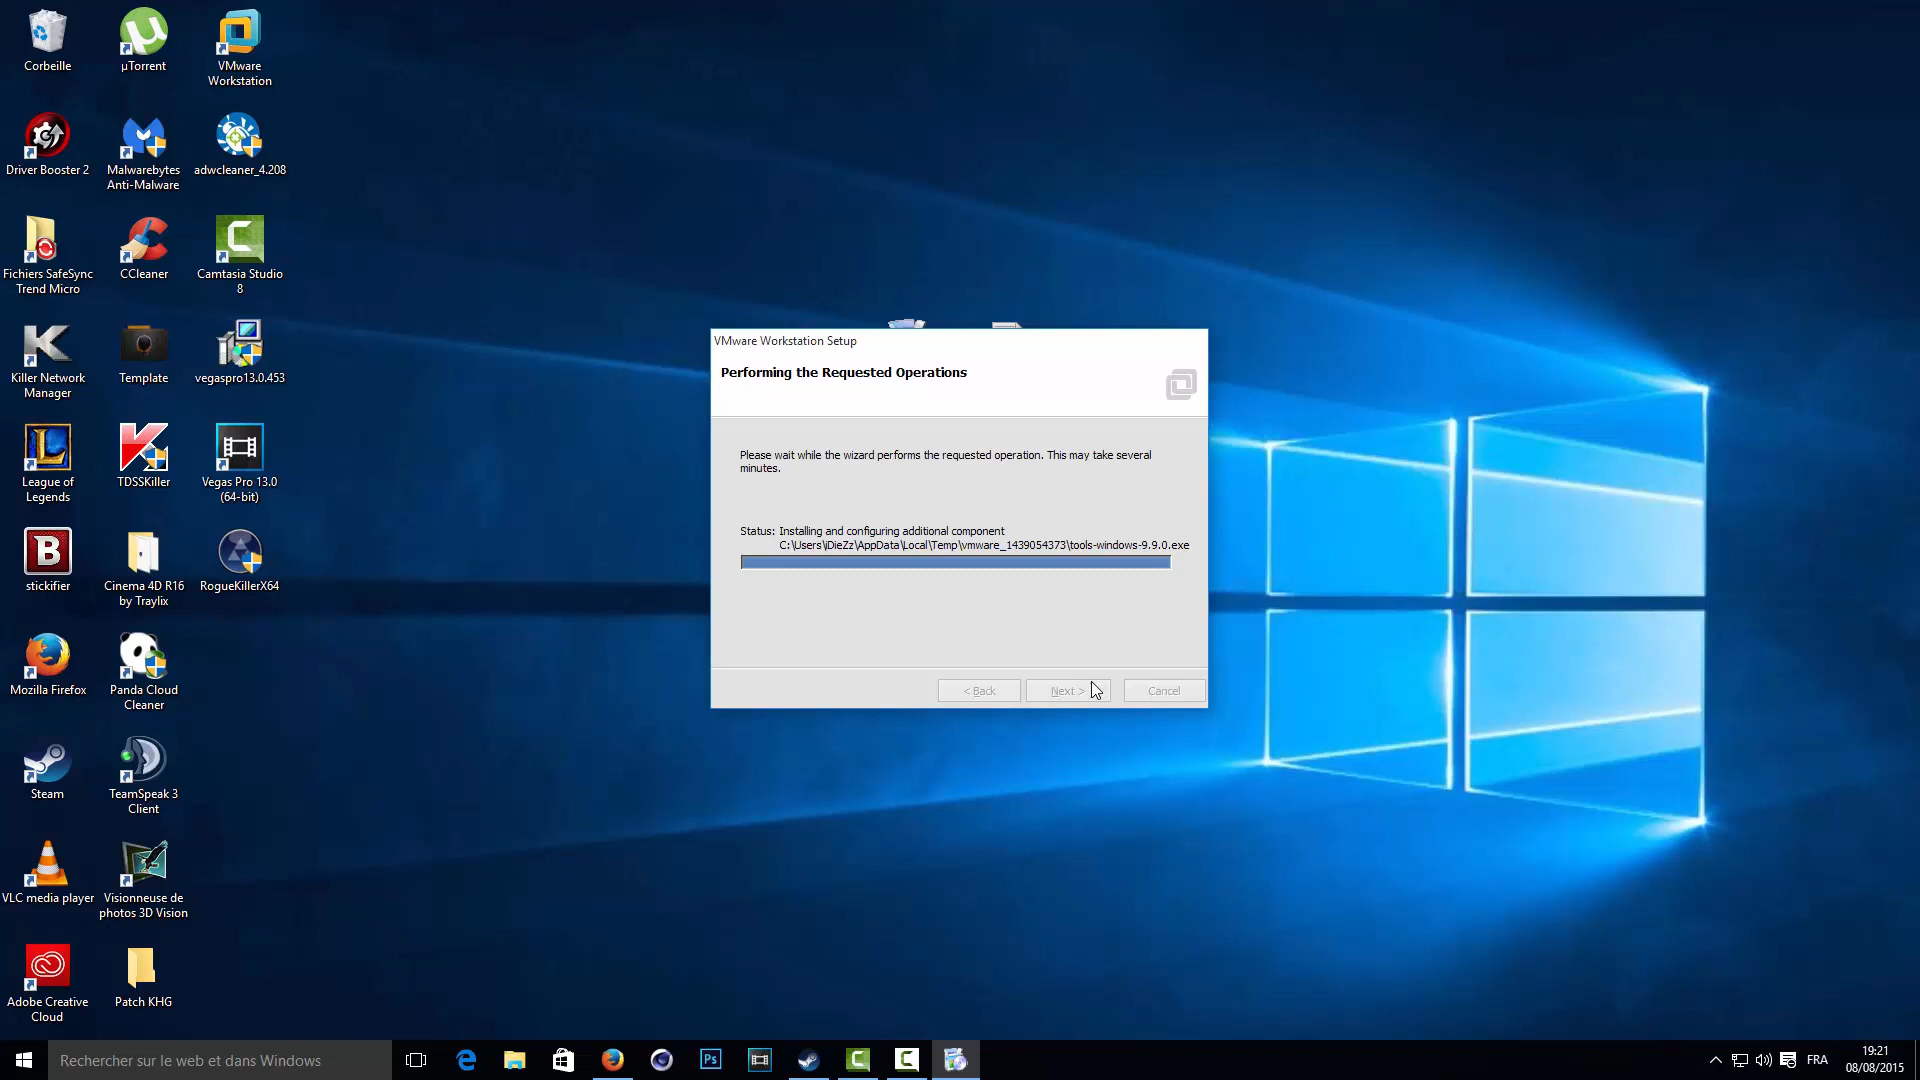 Corbeille
µTorrent
VMware
Workstation
Driver Booster 2
Malwarebytes
Anti-Malware
adwcleaner_4.208
Fichiers SafeSync
Trend Micro
CCleaner
Camtasia Studio
8
Killer Network
Manager
Template
vegaspro13.0.453
League of
Legends
TDSSKiller
Vegas Pro 13.0
(64-bit)
stickifier
Cinema 4D R16
by Traylix
RogueKillerX64
Mozilla Firefox
Panda Cloud
Cleaner
Steam
TeamSpeak 3
Client
VLC media player
Visionneuse de
photos 3D Vision
Adobe Creative
Cloud
Patch KHG
VMware Workstation Setup
Performing the Requested Operations
Please wait while the wizard performs the requested operation. This may take several
minutes.
Status: Installing and configuring additional component
C:\Users\iDieZz\AppData\Local\Temp\vmware_1439054373\tools-windows-9.9.0.exe
< Back
Next >
Cancel
Rechercher sur le web et dans Windows
Ps
FRA
19:21
08/08/2015